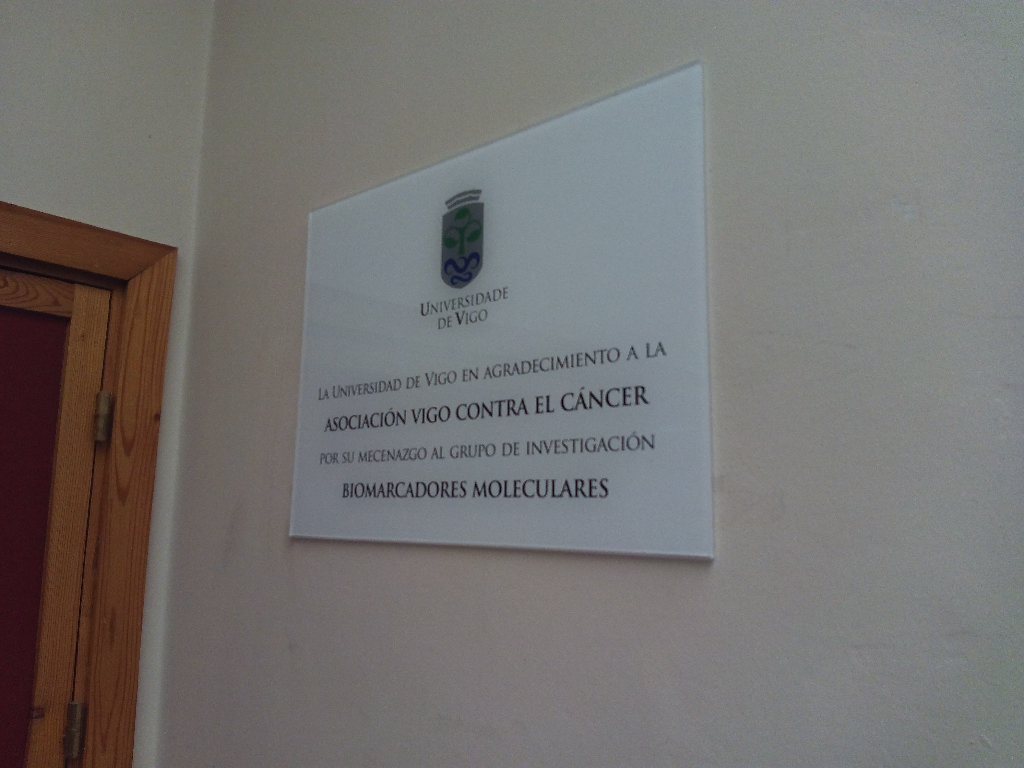 UNIVERSIDADE
DE VIGO
LA UNIVERSIDAD DE VIGO EN AGRADECIMIENTO A LA
ASOCIACIÓN VIGO CONTRA EL CÁNCER
POR SU MECENAZGO AL GRUPO DE INVESTIGACIÓN
BIOMARCADORES MOLECULARES